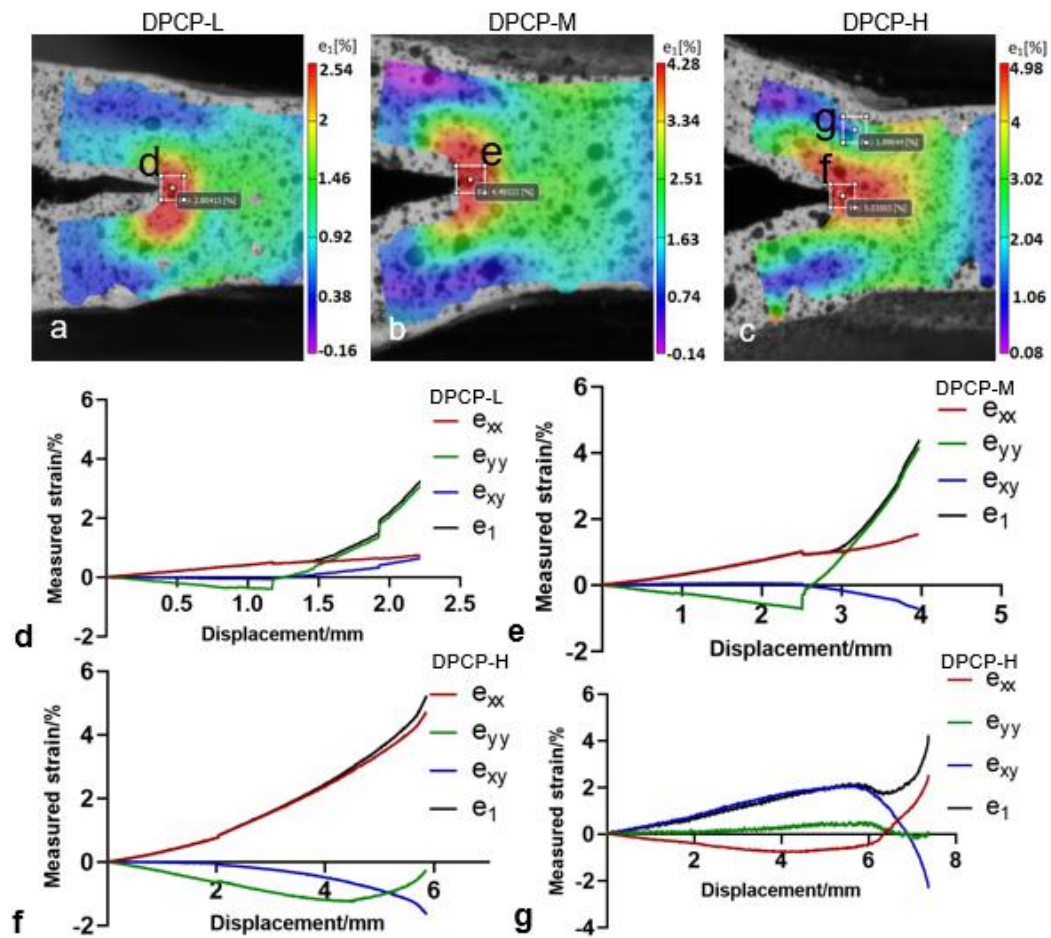 DPCP-L DPCP-M DPCP-H
e1[%] e1[%] e1[%]
2.54 4.28 4.98
2 3.34 4
1.46 2.51 3.02
0.92 1.63 2.04
0.38 0.74 1.06
-0.16 -0.14 0.08
d e g
f
a b c
DPCP-L
exx
eyy
exy
e1
Measured strain/%
6
4
2
0
-2
0.5 1.0 1.5 2.0 2.5
Displacement/mm
d
DPCP-M
exx
eyy
exy
e1
Measured strain/%
6
4
2
0
-2
1 2 3 4 5
Displacement/mm
e
DPCP-H
exx
eyy
exy
e1
Measured strain/%
6
4
2
0
-2
2 4 6
Displacement/mm
f
DPCP-H
exx
eyy
exy
e1
Measured strain/%
6
4
2
0
-2
-4
2 4 6 8
Displacement/mm
g